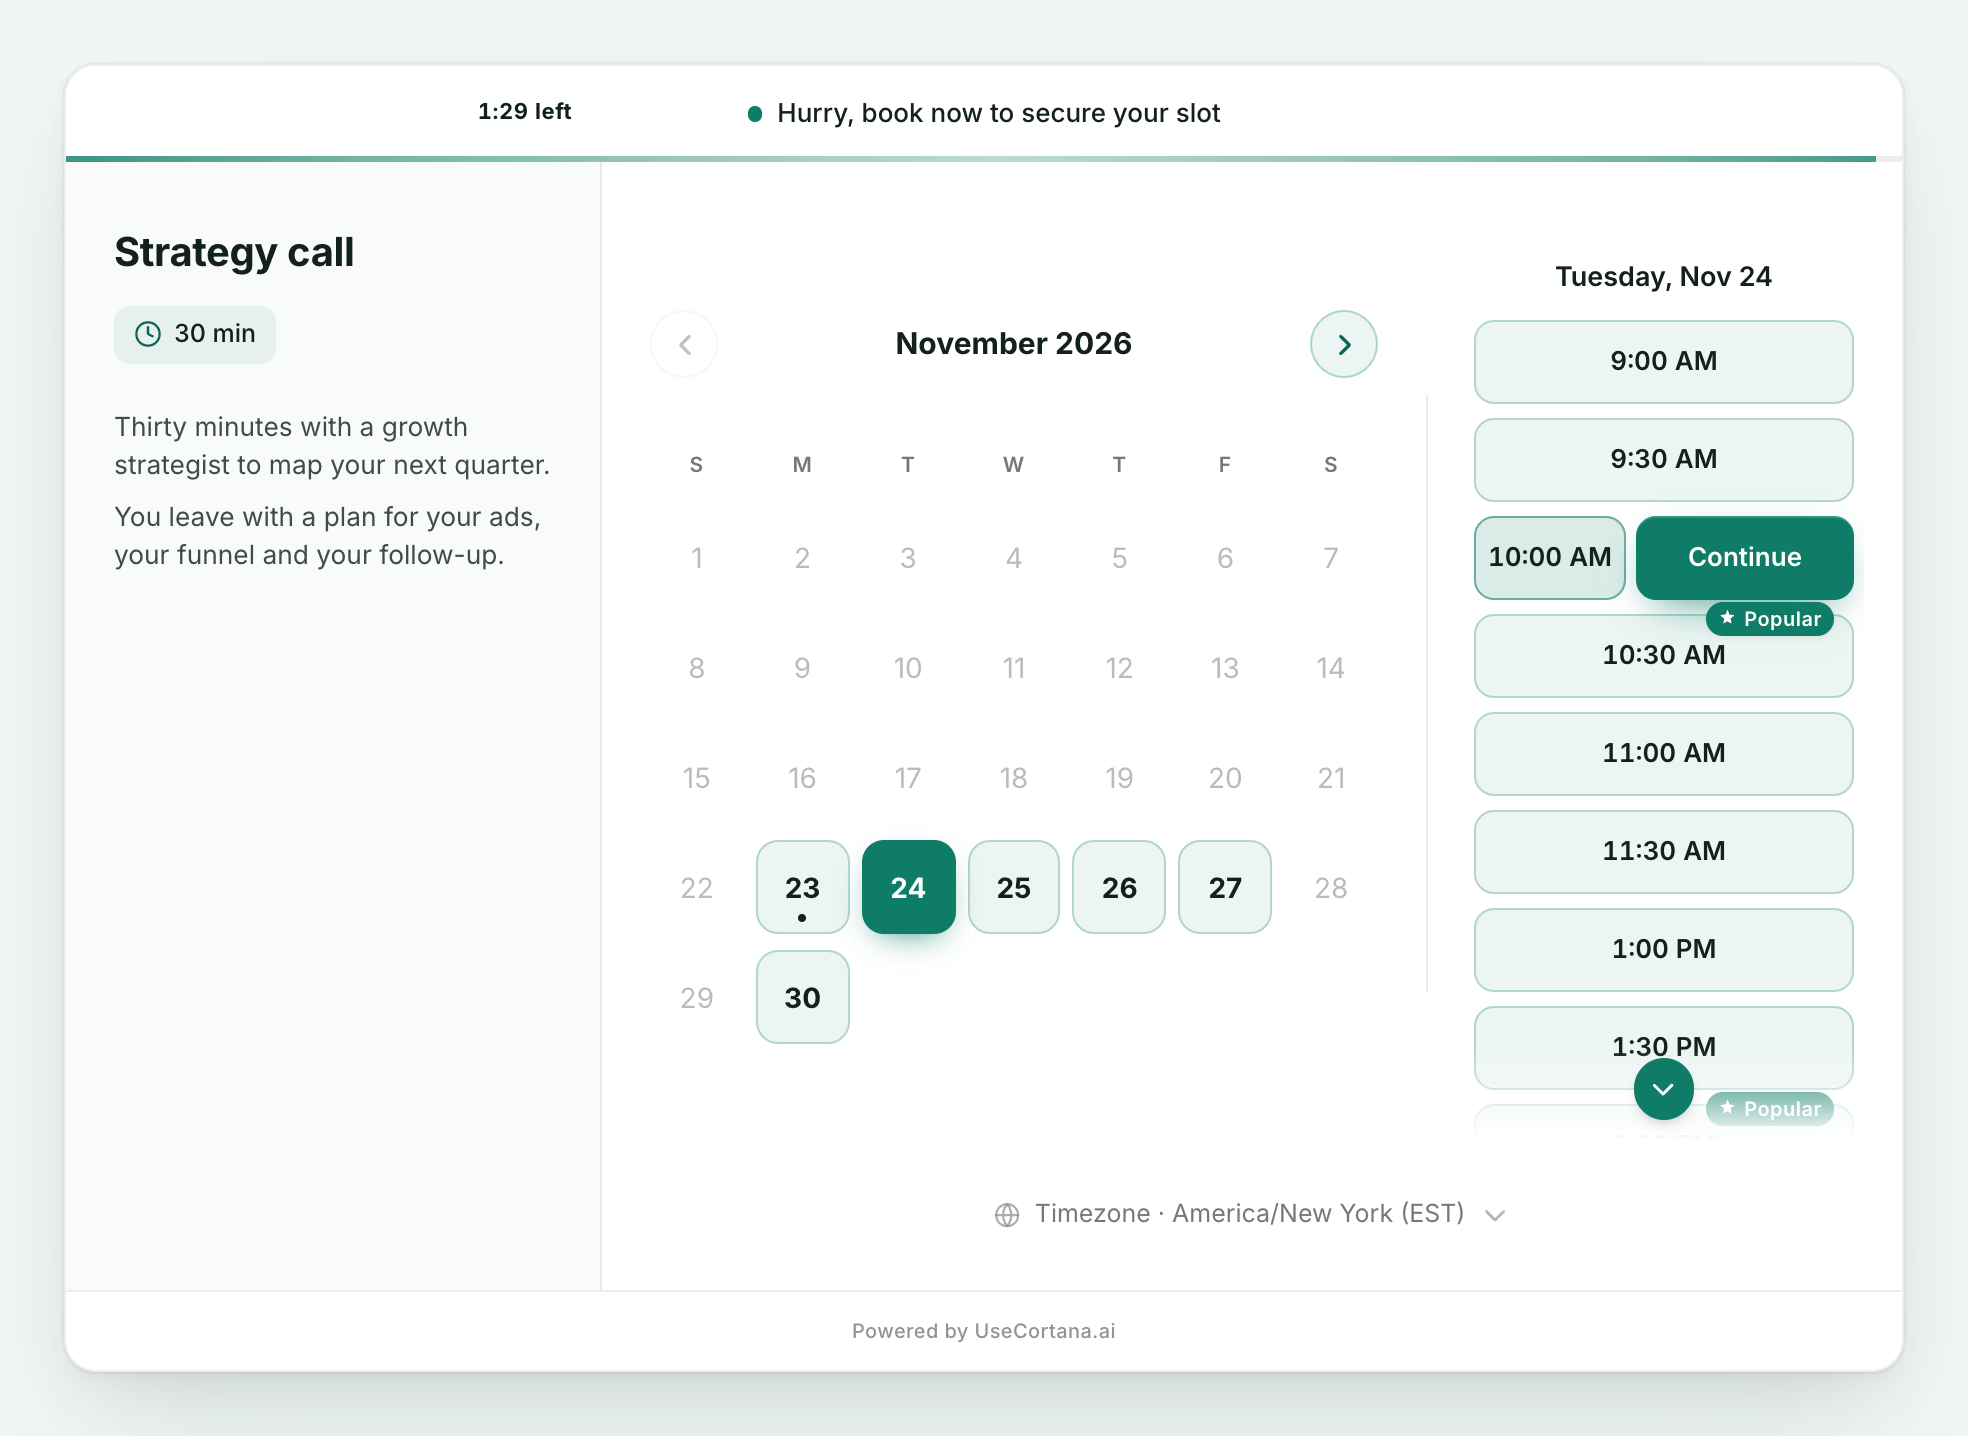 1:29 left
Hurry, book now to secure your slot
Strategy call
30 min
Thirty minutes with a growth
strategist to map your next quarter.
You leave with a plan for your ads,
your funnel and your follow-up.
November 2026
S M T W T F S
1 2 3 4 5 6 7
8 9 10 11 12 13 14
15 16 17 18 19 20 21
22 23 24 25 26 27 28
29 30
Tuesday, Nov 24
9:00 AM
9:30 AM
10:00 AM Continue
Popular
10:30 AM
11:00 AM
11:30 AM
1:00 PM
1:30 PM
Popular
Timezone · America/New York (EST)
Powered by UseCortana.ai